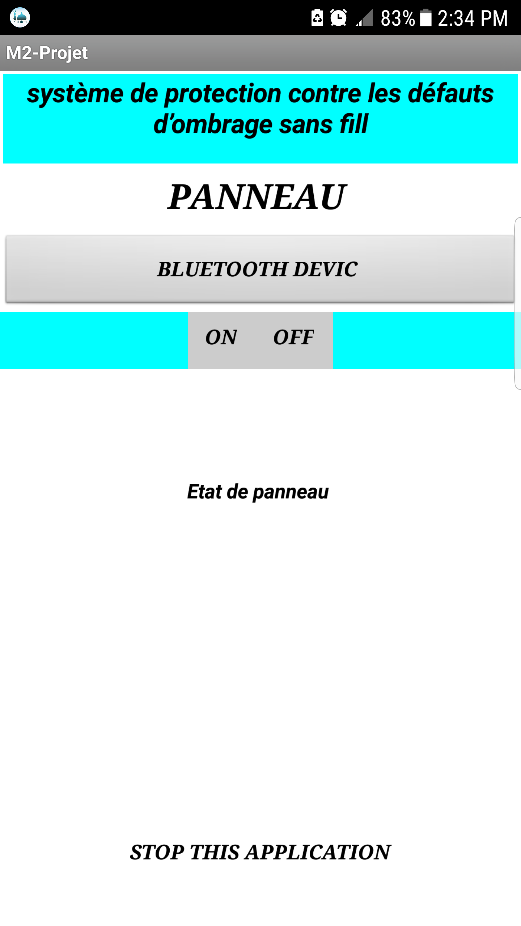 83% 2:34 PM
M2-Projet
système de protection contre les défauts
d’ombrage sans fill
PANNEAU
BLUETOOTH DEVIC
ON OFF
Etat de panneau
STOP THIS APPLICATION